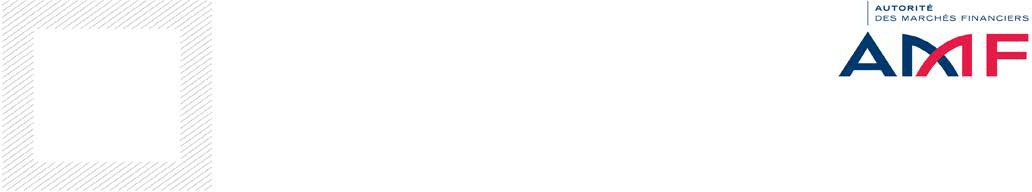 AUTORITÉ
DES MARCHÉS FINANCIERS
AMF